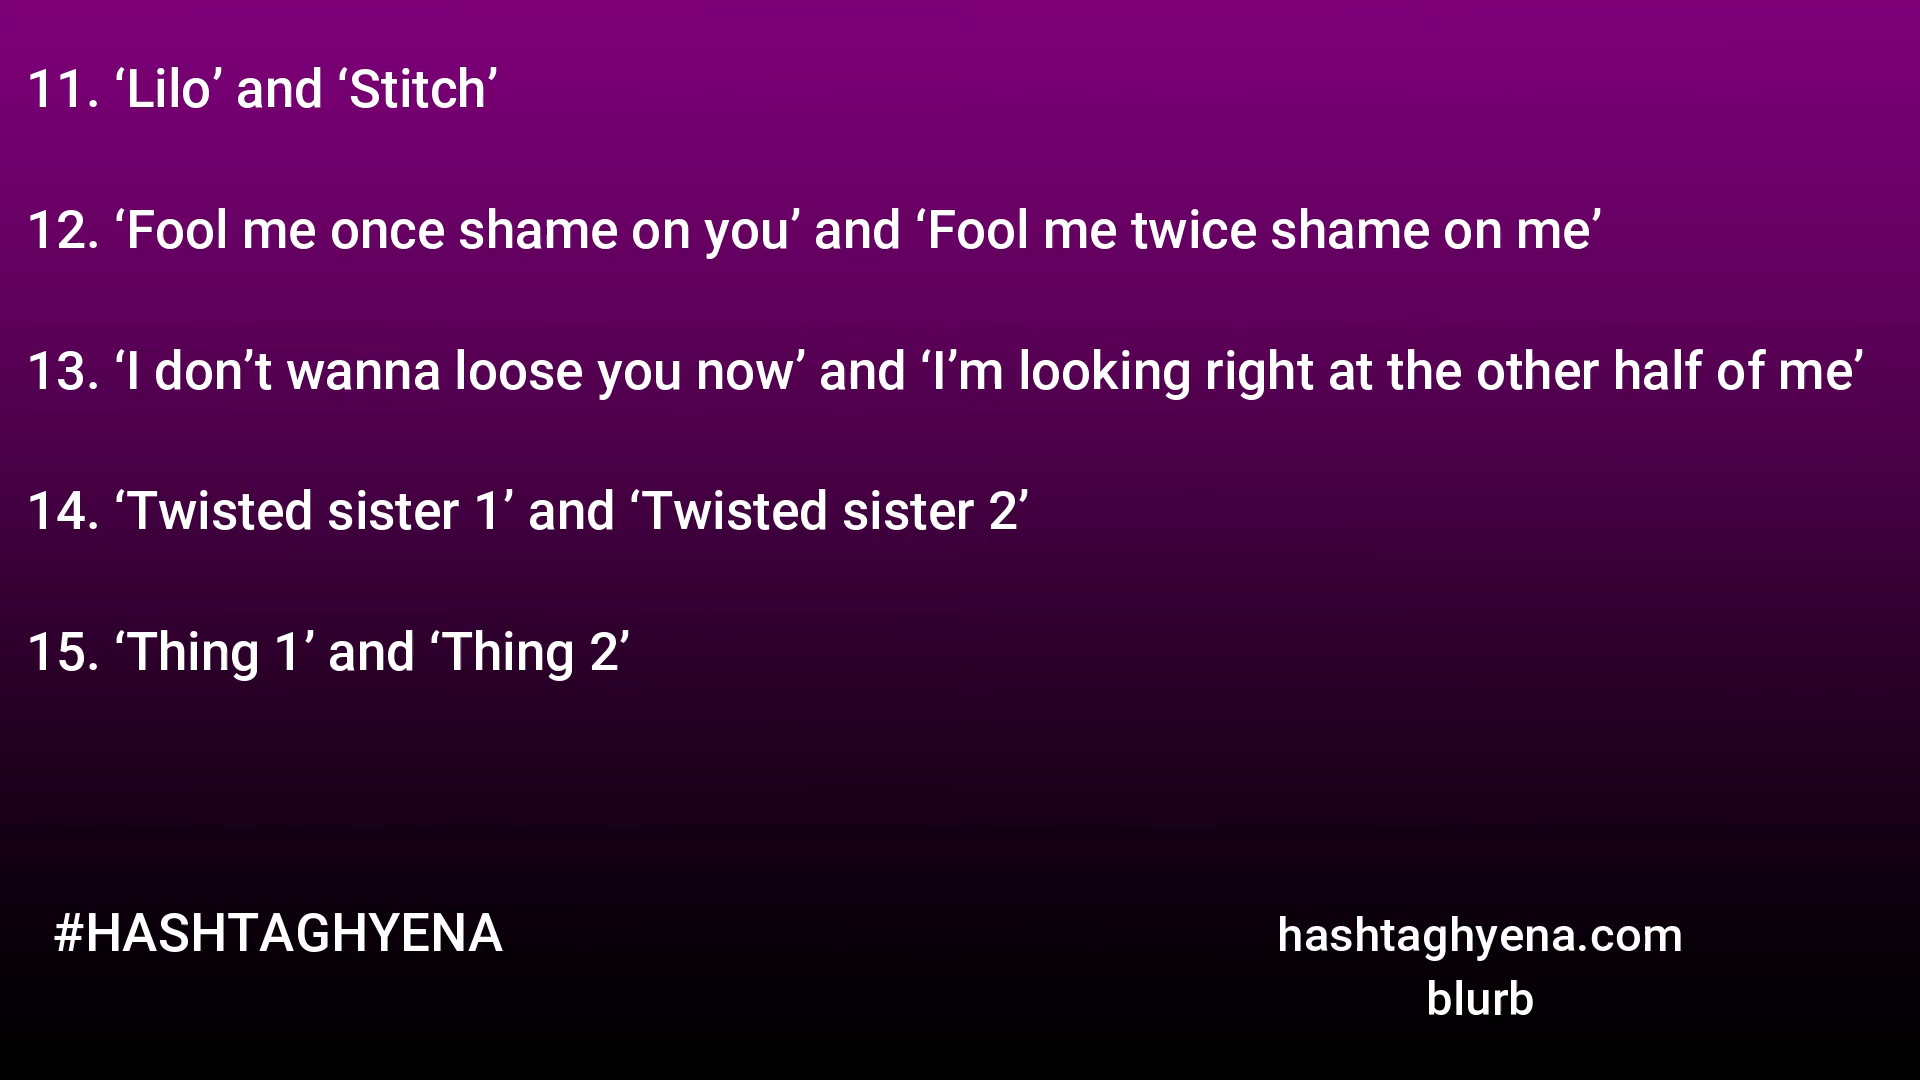 11. ‘Lilo’ and ‘Stitch’
12. ‘Fool me once shame on you’ and ‘Fool me twice shame on me’
13. ‘I don’t wanna loose you now’ and ‘I’m looking right at the other half of me’
14. ‘Twisted sister 1’ and ‘Twisted sister 2’
15. ‘Thing 1’ and ‘Thing 2’
#HASHTAGHYENA
hashtaghyena.com
blurb